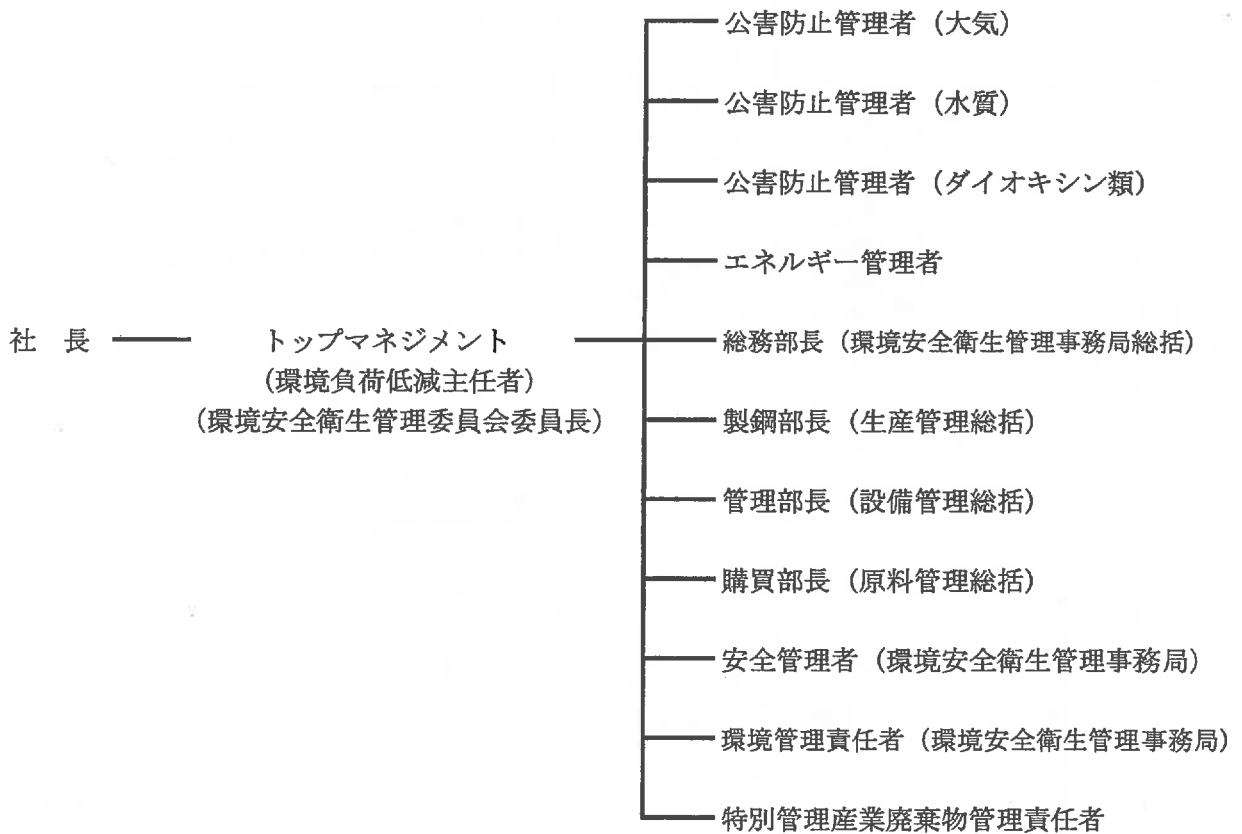 公害防止管理者(大気)
公害防止管理者(水質)
公害防止管理者(ダイオキシン類)
エネルギー管理者
社 長
トップマネジメント
(環境負荷低減主任者)
(環境安全衛生管理委員会委員長)
総務部長(環境安全衛生管理事務局総括)
製鋼部長(生産管理総括)
管理部長(設備管理総括)
購買部長(原料管理総括)
安全管理者(環境安全衛生管理事務局)
環境管理責任者(環境安全衛生管理事務局)
特別管理産業廃棄物管理責任者